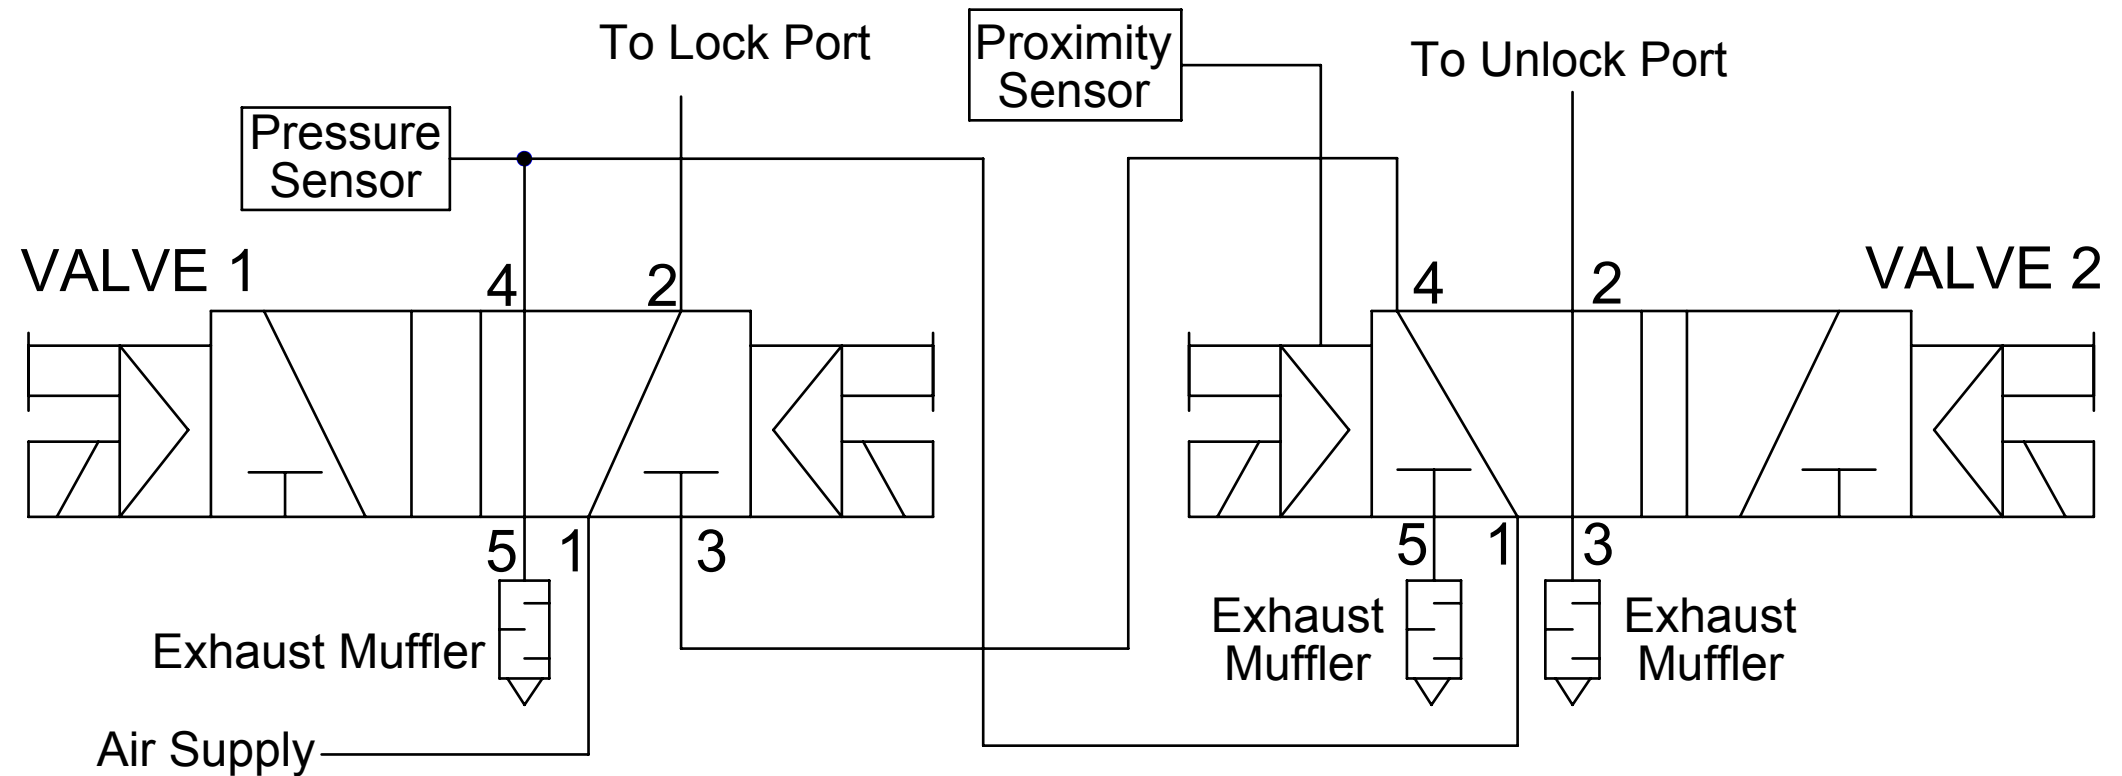 To Lock Port
Proximity
Sensor
To Unlock Port
Pressure
Sensor
VALVE 1
4
2
4
2
VALVE 2
5
1
3
5
1
3
Exhaust Muffler
Exhaust
Muffler
Exhaust
Muffler
Air Supply